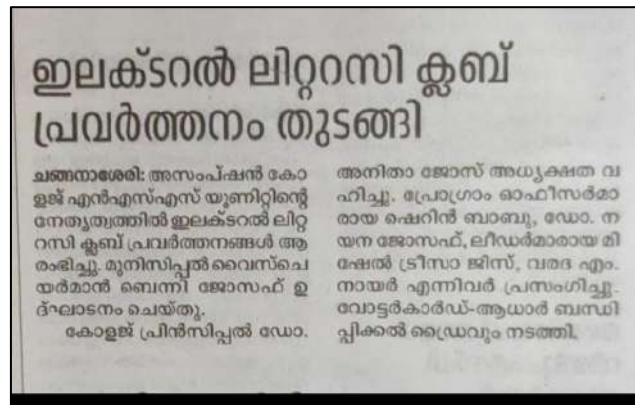 ഇലക്ടറൽ ലിറ്ററസി ക്ലബ്
പ്രവർത്തനം തുടങ്ങി
ചങ്ങനാശേരി: അസംപ്ഷൻ കോ
ളജ് എൻഎസ്എസ് യൂണിറ്റിന്റെ
നേതൃത്വത്തിൽ ഇലക്ടറൽ ലിറ്റ
റസി ക്ലബ് പ്രവർത്തനങ്ങൾ ആ
രംഭിച്ചു. മുനിസിപ്പൽ വൈസ്ചെ
യർമാൻ ബെന്നി ജോസഫ് ഉ
ദ്ഘാടനം ചെയ്തു.
കോളജ് പ്രിൻസിപ്പൽ ഡോ.
അനിതാ ജോസ് അധ്യക്ഷത വ
ഹിച്ചു. പ്രോഗ്രാം ഓഫീസർമാ
രായ ഷെറിൻ ബാബു, ഡോ. ന
യന ജോസഫ്, ലീഡർമാരായ മി
ഷേൽ ട്രീസാ ജിസ്, വരദ എം.
നായർ എന്നിവർ പ്രസംഗിച്ചു.
വോട്ടർകാർഡ്-ആധാർ ബന്ധി
പ്പിക്കൽ ഡ്രൈവും നടത്തി.